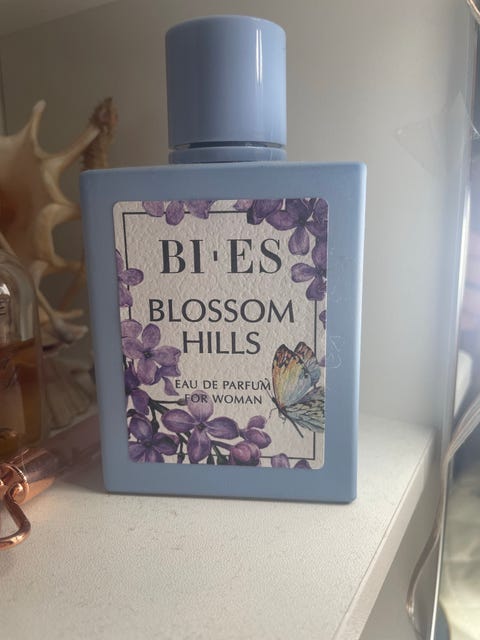 BI·ES
BLOSSOM
HILLS
EAU DE PARFUM
FOR WOMAN